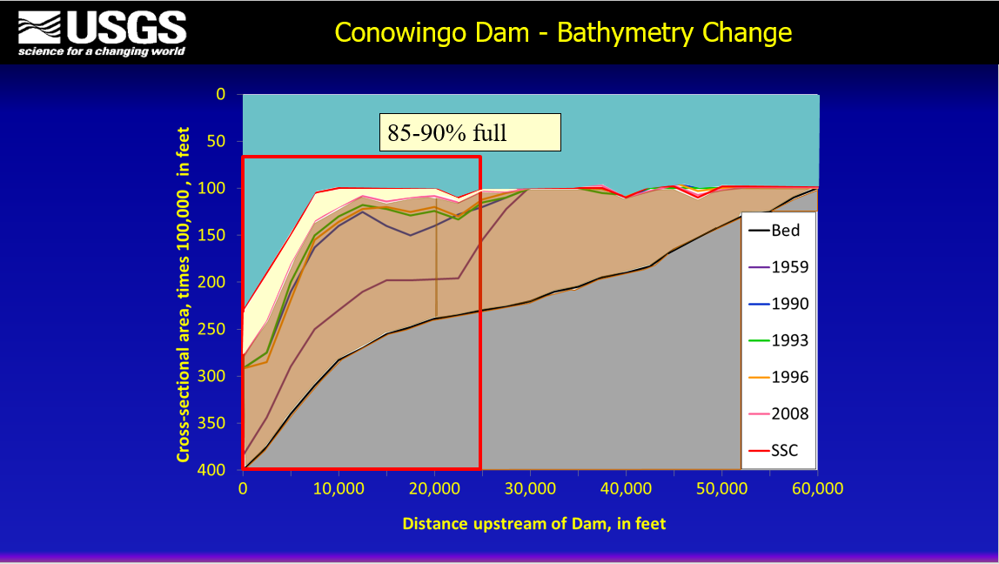 USGS
science for a changing world
Conowingo Dam - Bathymetry Change
85-90% full
Cross-sectional area, times 100,000 , in feet
0
50
100
150
200
250
300
350
400
0
10,000
20,000
30,000
40,000
50,000
60,000
Distance upstream of Dam, in feet
Bed
1959
1990
1993
1996
2008
SSC